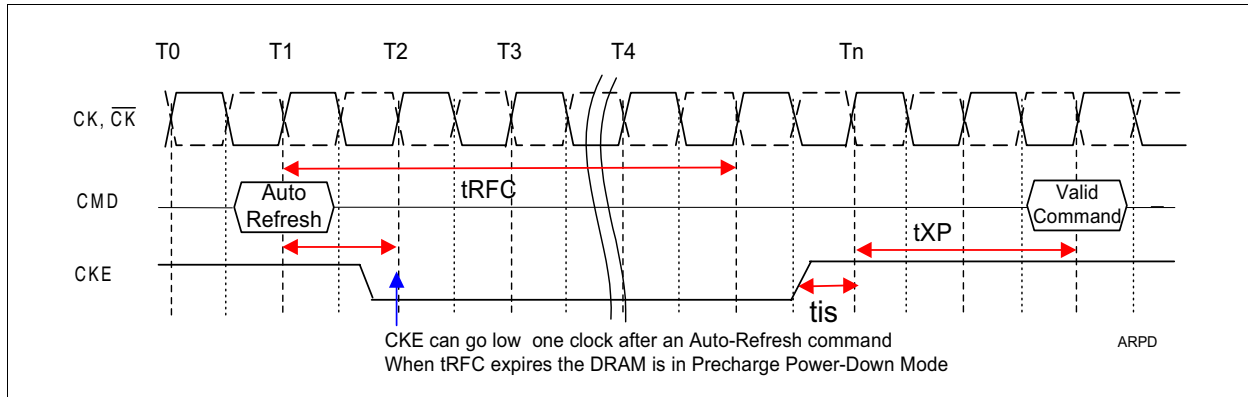 T0 T1 T2 T3 T4 Tn
CK, CK
tRFC
CMD
Auto
Refresh
Valid
Command
tXP
CKE
tis
CKE can go low one clock after an Auto-Refresh command
When tRFC expires the DRAM is in Precharge Power-Down Mode
ARPD